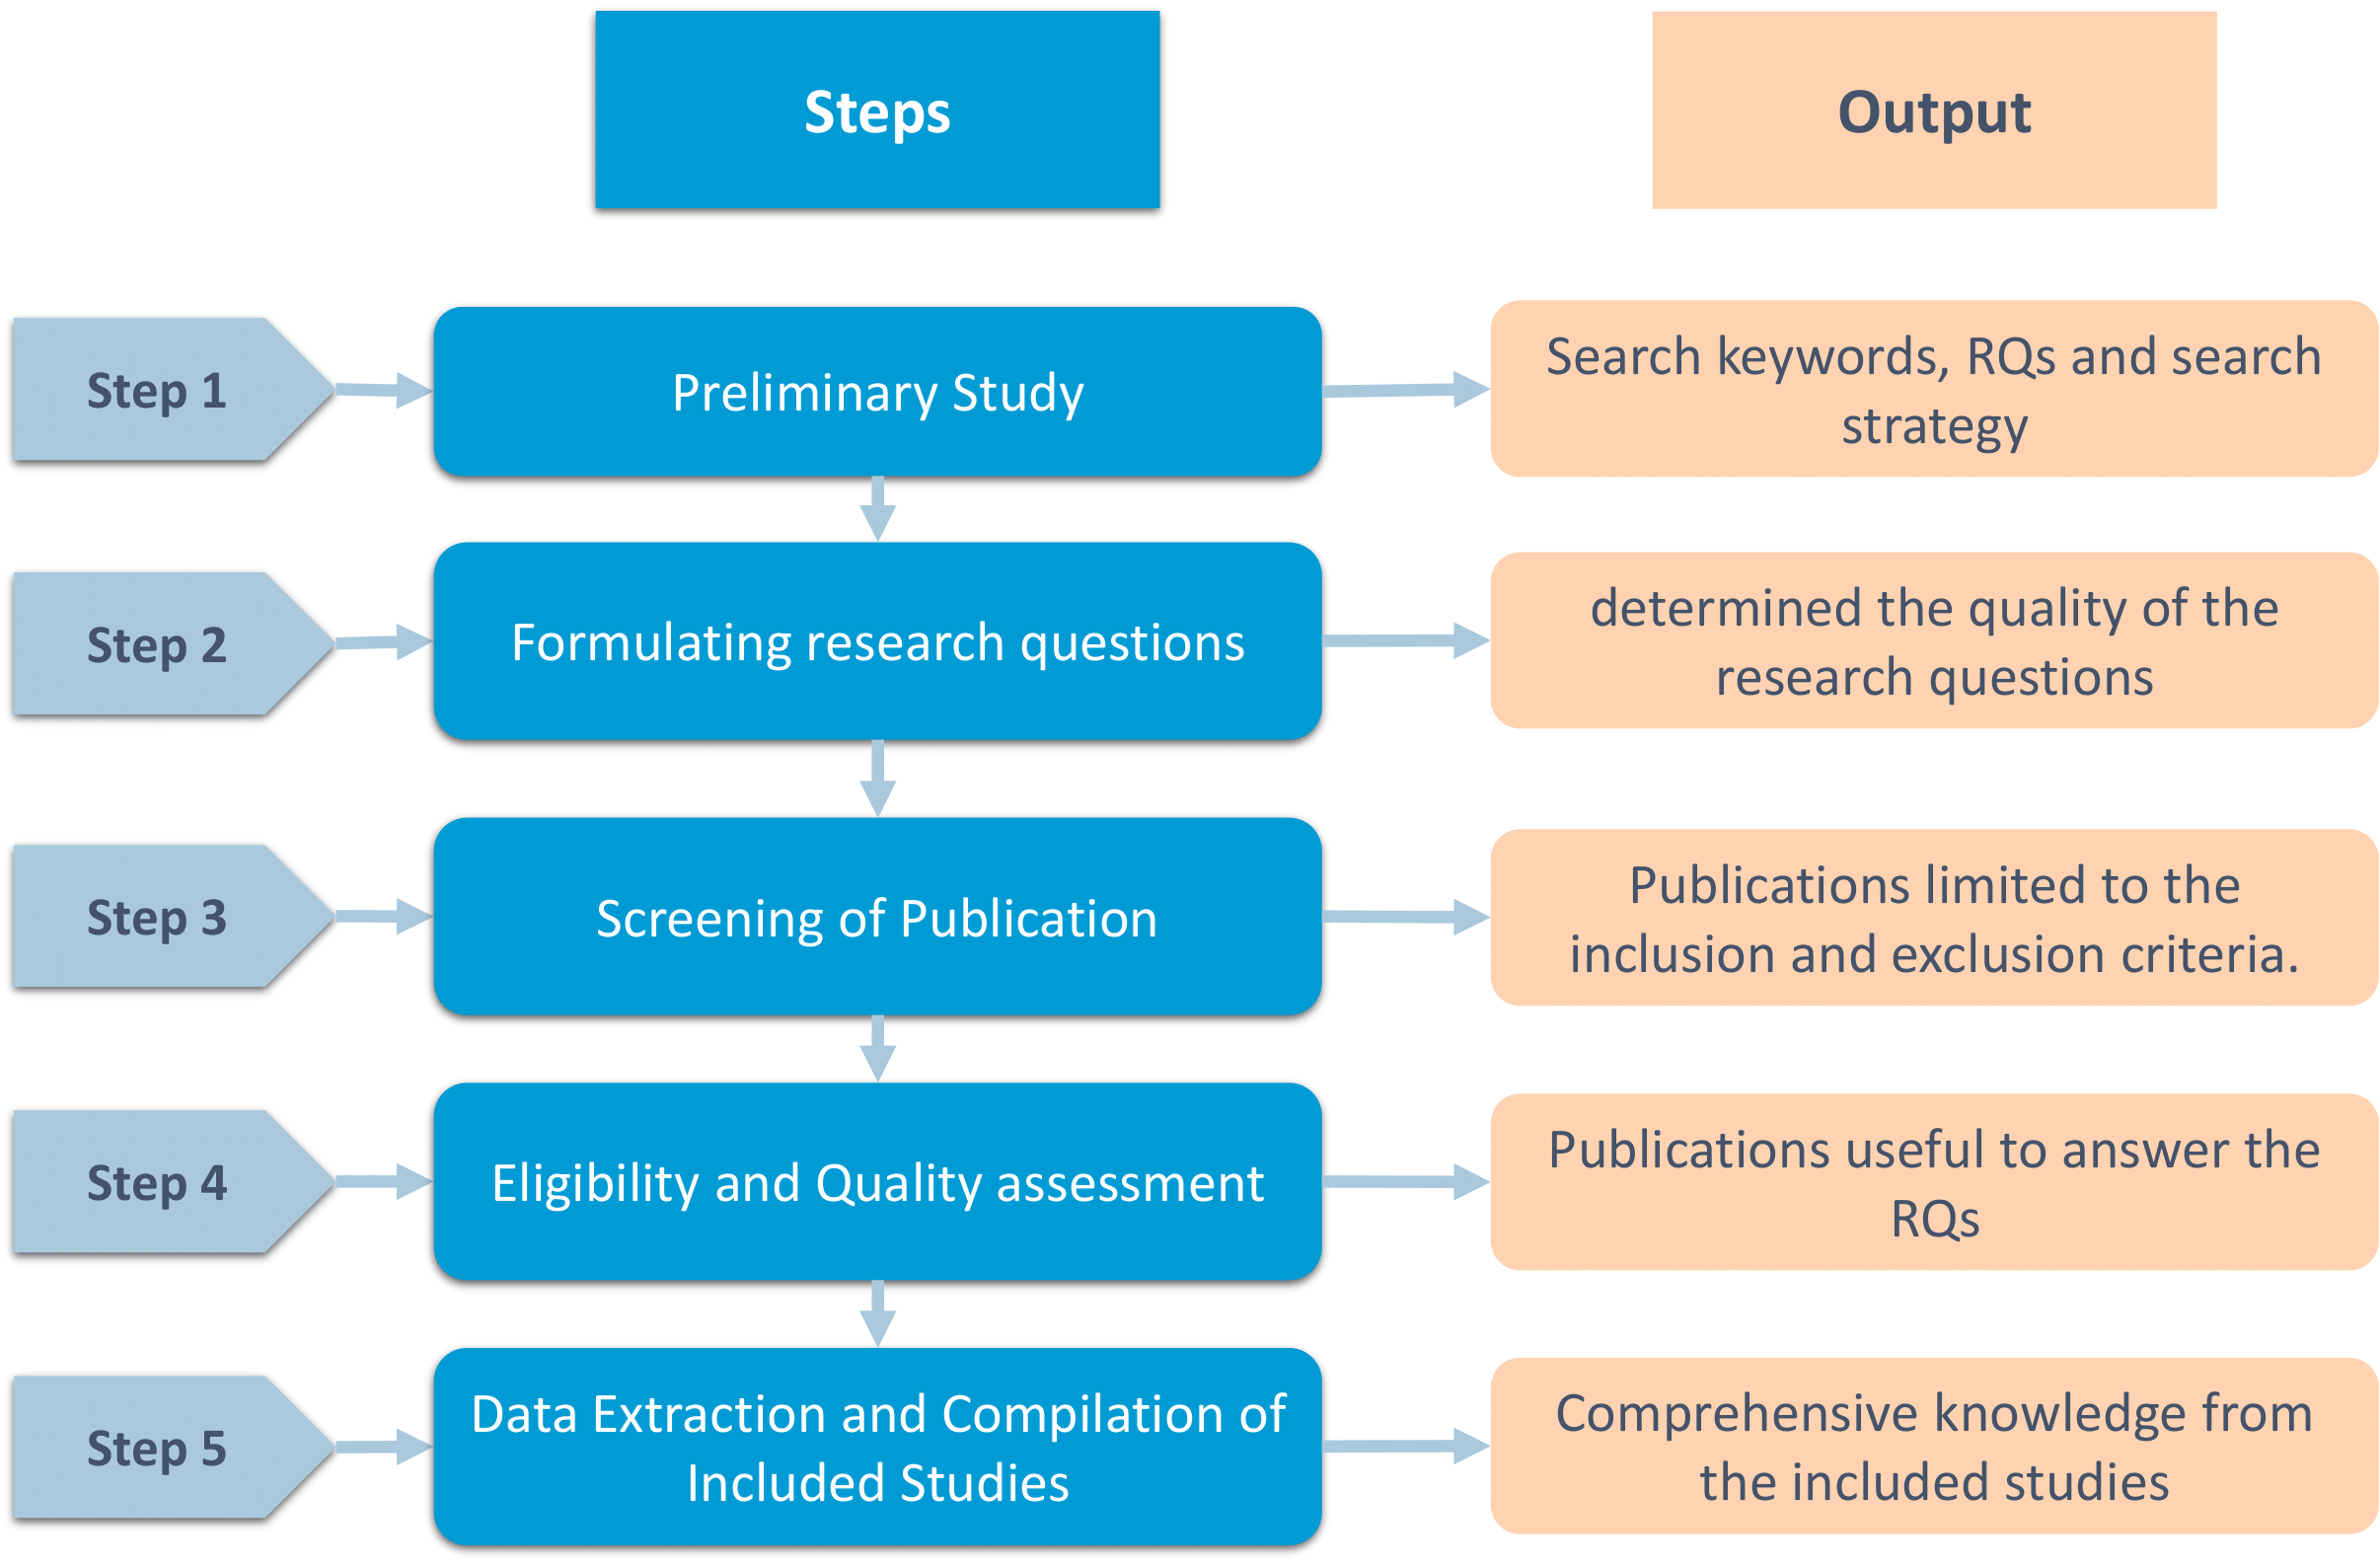 Steps
Output
Step 1
Preliminary Study
Search keywords, RQs and search
strategy
Step 2
Formulating research questions
determined the quality of the
research questions
Step 3
Screening of Publication
Publications limited to the
inclusion and exclusion criteria.
Step 4
Eligibility and Quality assessment
Publications useful to answer the
RQs
Step 5
Data Extraction and Compilation of
Included Studies
Comprehensive knowledge from
the included studies